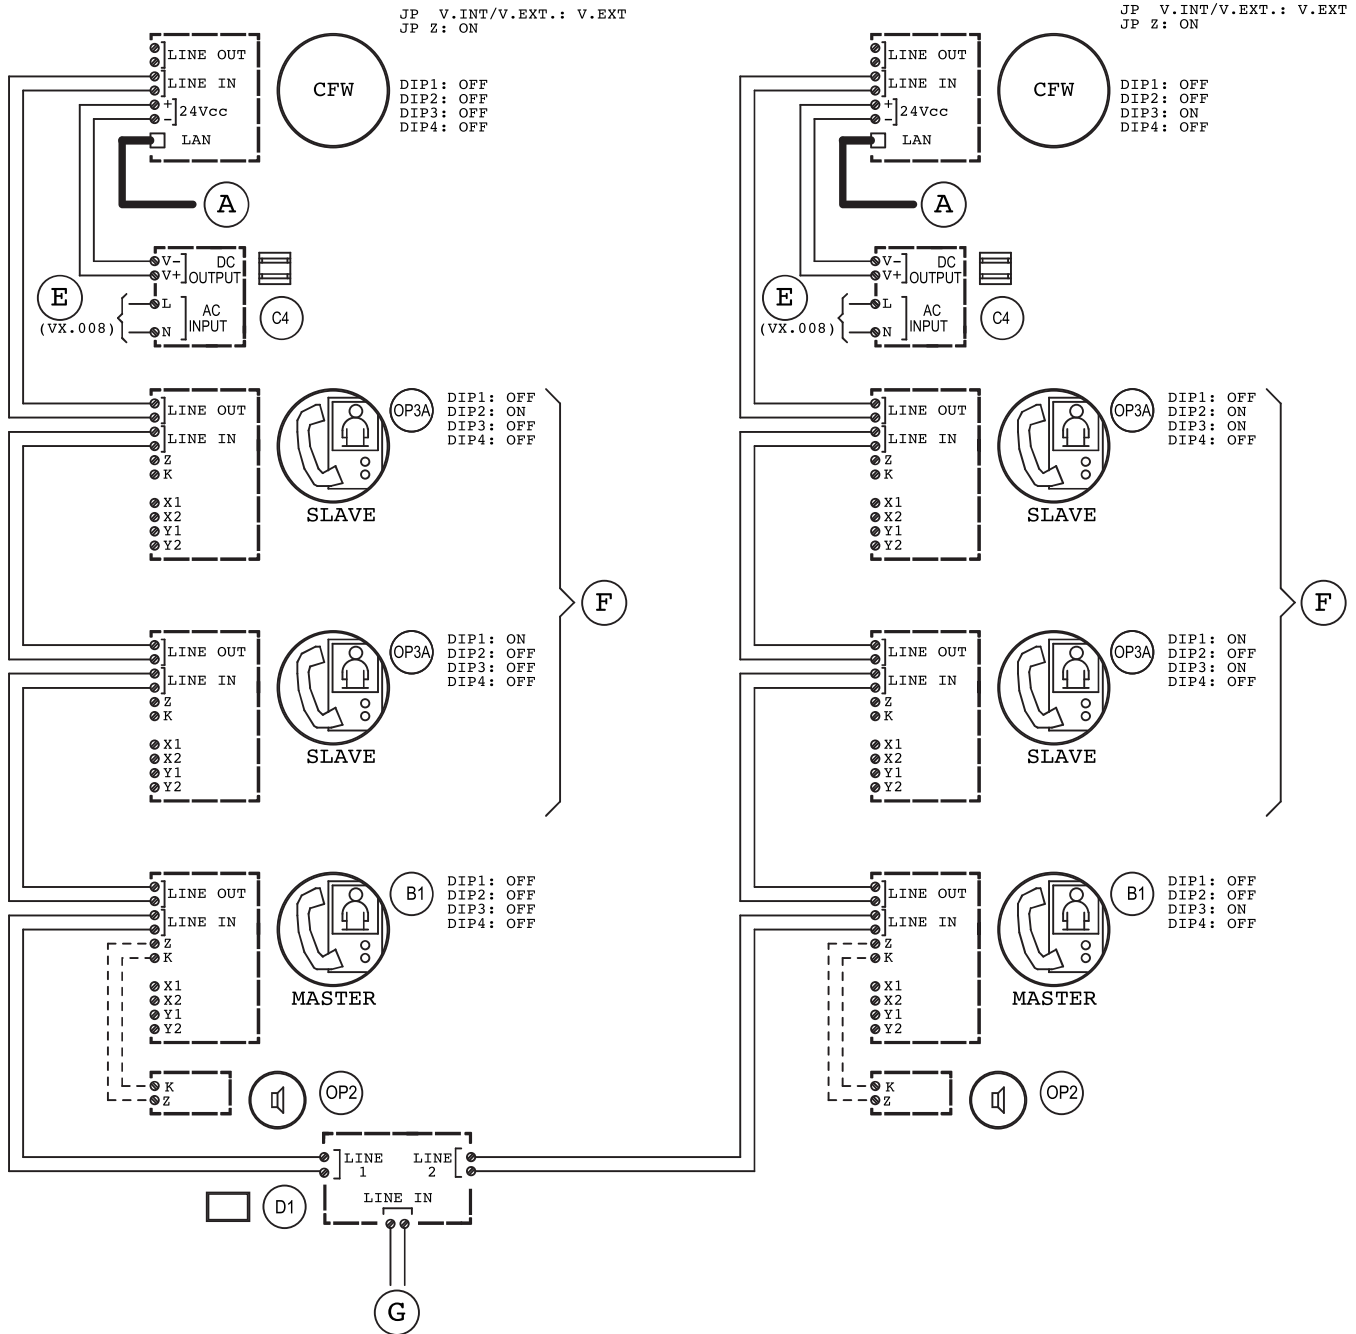 JP V.INT/V.EXT.: V.EXT
JP Z: ON
LINE OUT
LINE IN
+
24Vcc
-
LAN
CFW
DIP1: OFF
DIP2: OFF
DIP3: OFF
DIP4: OFF
A
V-
V+
DC
OUTPUT
L
N
AC
INPUT
E
(VX.008)
C4
LINE OUT
LINE IN
Z
K
X1
X2
Y1
Y2
SLAVE
OP3A
DIP1: OFF
DIP2: ON
DIP3: OFF
DIP4: OFF
F
LINE OUT
LINE IN
Z
K
X1
X2
Y1
Y2
SLAVE
OP3A
DIP1: ON
DIP2: OFF
DIP3: OFF
DIP4: OFF
LINE OUT
LINE IN
Z
K
X1
X2
Y1
Y2
MASTER
B1
DIP1: OFF
DIP2: OFF
DIP3: OFF
DIP4: OFF
K
Z
OP2
JP V.INT/V.EXT.: V.EXT
JP Z: ON
LINE OUT
LINE IN
+
24Vcc
-
LAN
CFW
DIP1: OFF
DIP2: OFF
DIP3: ON
DIP4: OFF
A
V-
V+
DC
OUTPUT
L
N
AC
INPUT
E
(VX.008)
C4
LINE OUT
LINE IN
Z
K
X1
X2
Y1
Y2
SLAVE
OP3A
DIP1: OFF
DIP2: ON
DIP3: ON
DIP4: OFF
F
LINE OUT
LINE IN
Z
K
X1
X2
Y1
Y2
SLAVE
OP3A
DIP1: ON
DIP2: OFF
DIP3: ON
DIP4: OFF
LINE OUT
LINE IN
Z
K
X1
X2
Y1
Y2
MASTER
B1
DIP1: OFF
DIP2: OFF
DIP3: ON
DIP4: OFF
K
Z
OP2
LINE
1
LINE
2
LINE IN
D1
G